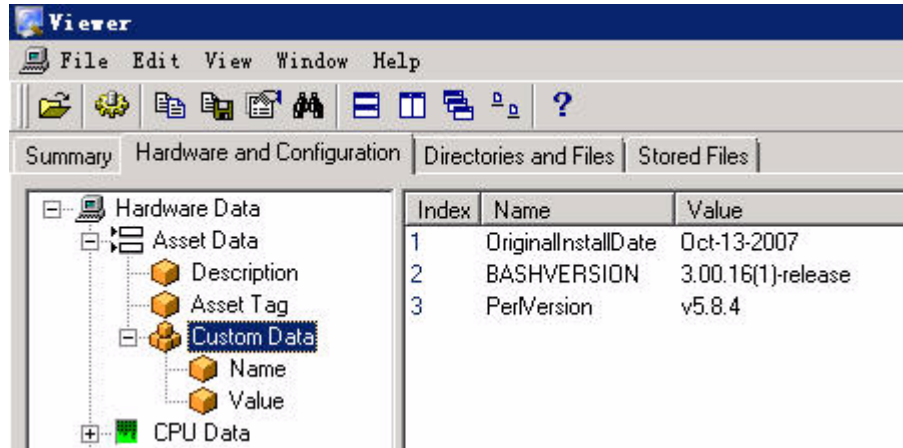 Viewer
File Edit View Window Help
?
Summary Hardware and Configuration Directories and Files Stored Files
Hardware Data
Asset Data
Description
Asset Tag
Custom Data
Name
Value
CPU Data
Index Name Value
1 OriginalInstallDate Oct-13-2007
2 BASHVERSION 3.00.16(1)-release
3 PerlVersion v5.8.4